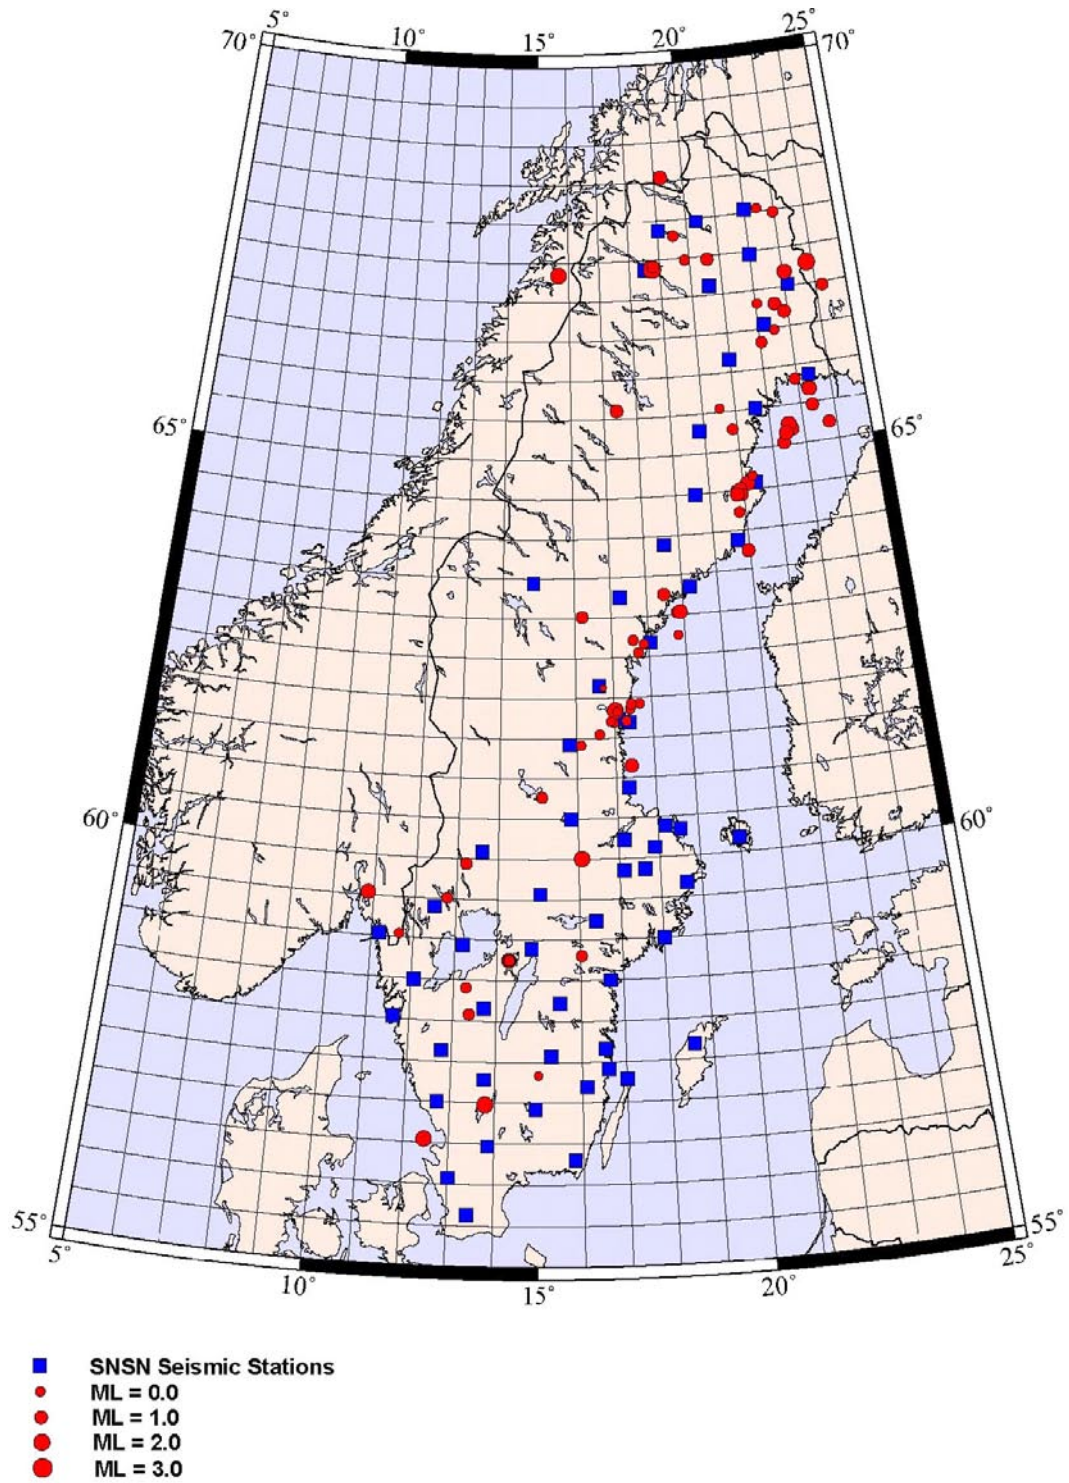 5° 25°
70° 10° 15° 20° 70°
65° 65°
60° 60°
55° 55°
5° 25°
10° 20°
15°
SNSN Seismic Stations
ML = 0.0
ML = 1.0
ML = 2.0
ML = 3.0